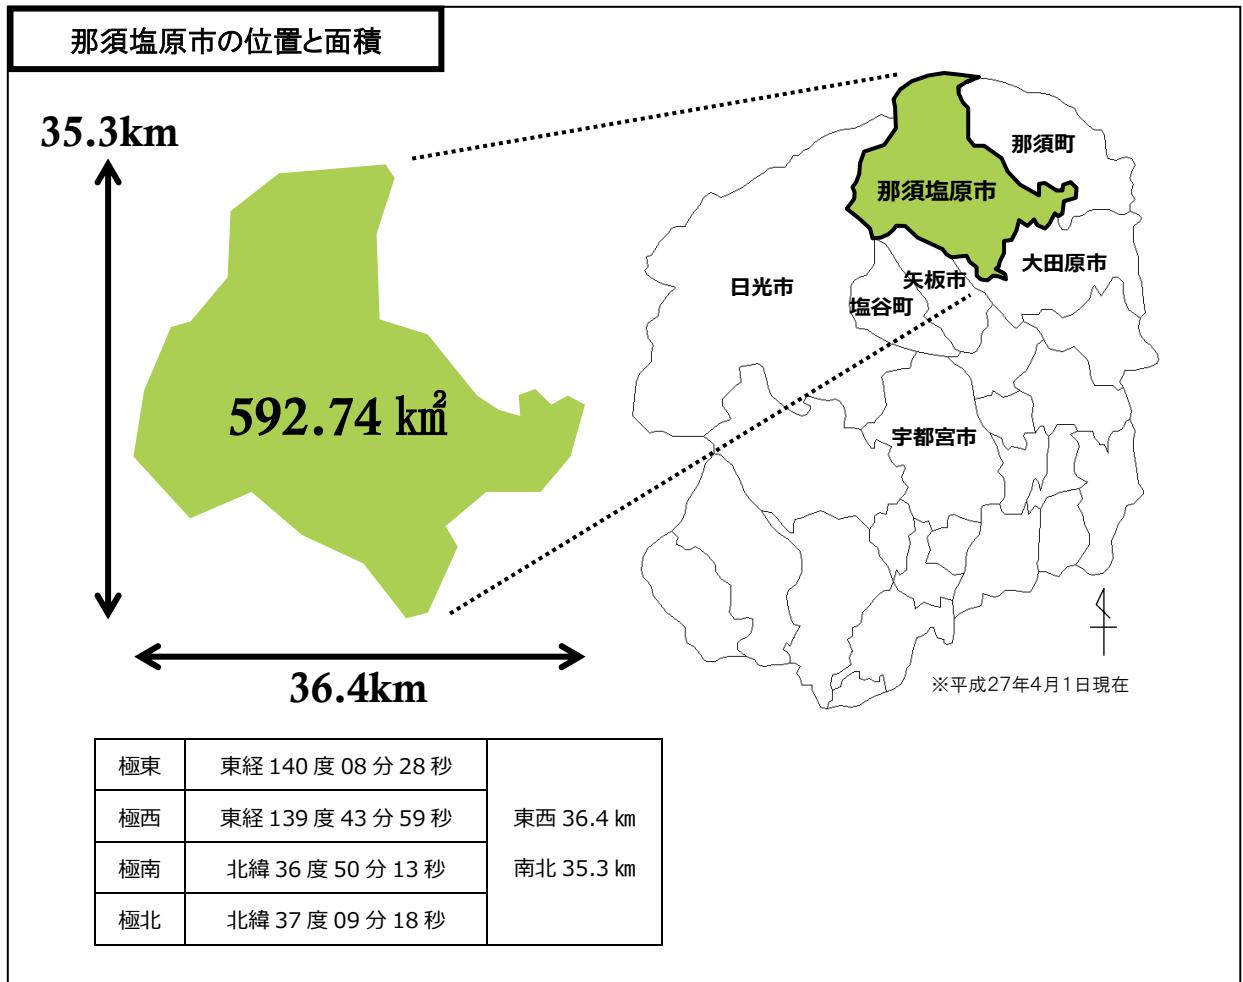 那須塩原市の位置と面積
35.3km
592.74 ㎢
36.4km
那須町
那須塩原市
大田原市
矢板市
日光市
塩谷町
宇都宮市
※平成27年4月1日現在
極東 東経 140 度 08 分 28 秒
極西 東経 139 度 43 分 59 秒 東西 36.4 ㎞
極南 北緯 36 度 50 分 13 秒 南北 35.3 ㎞
極北 北緯 37 度 09 分 18 秒